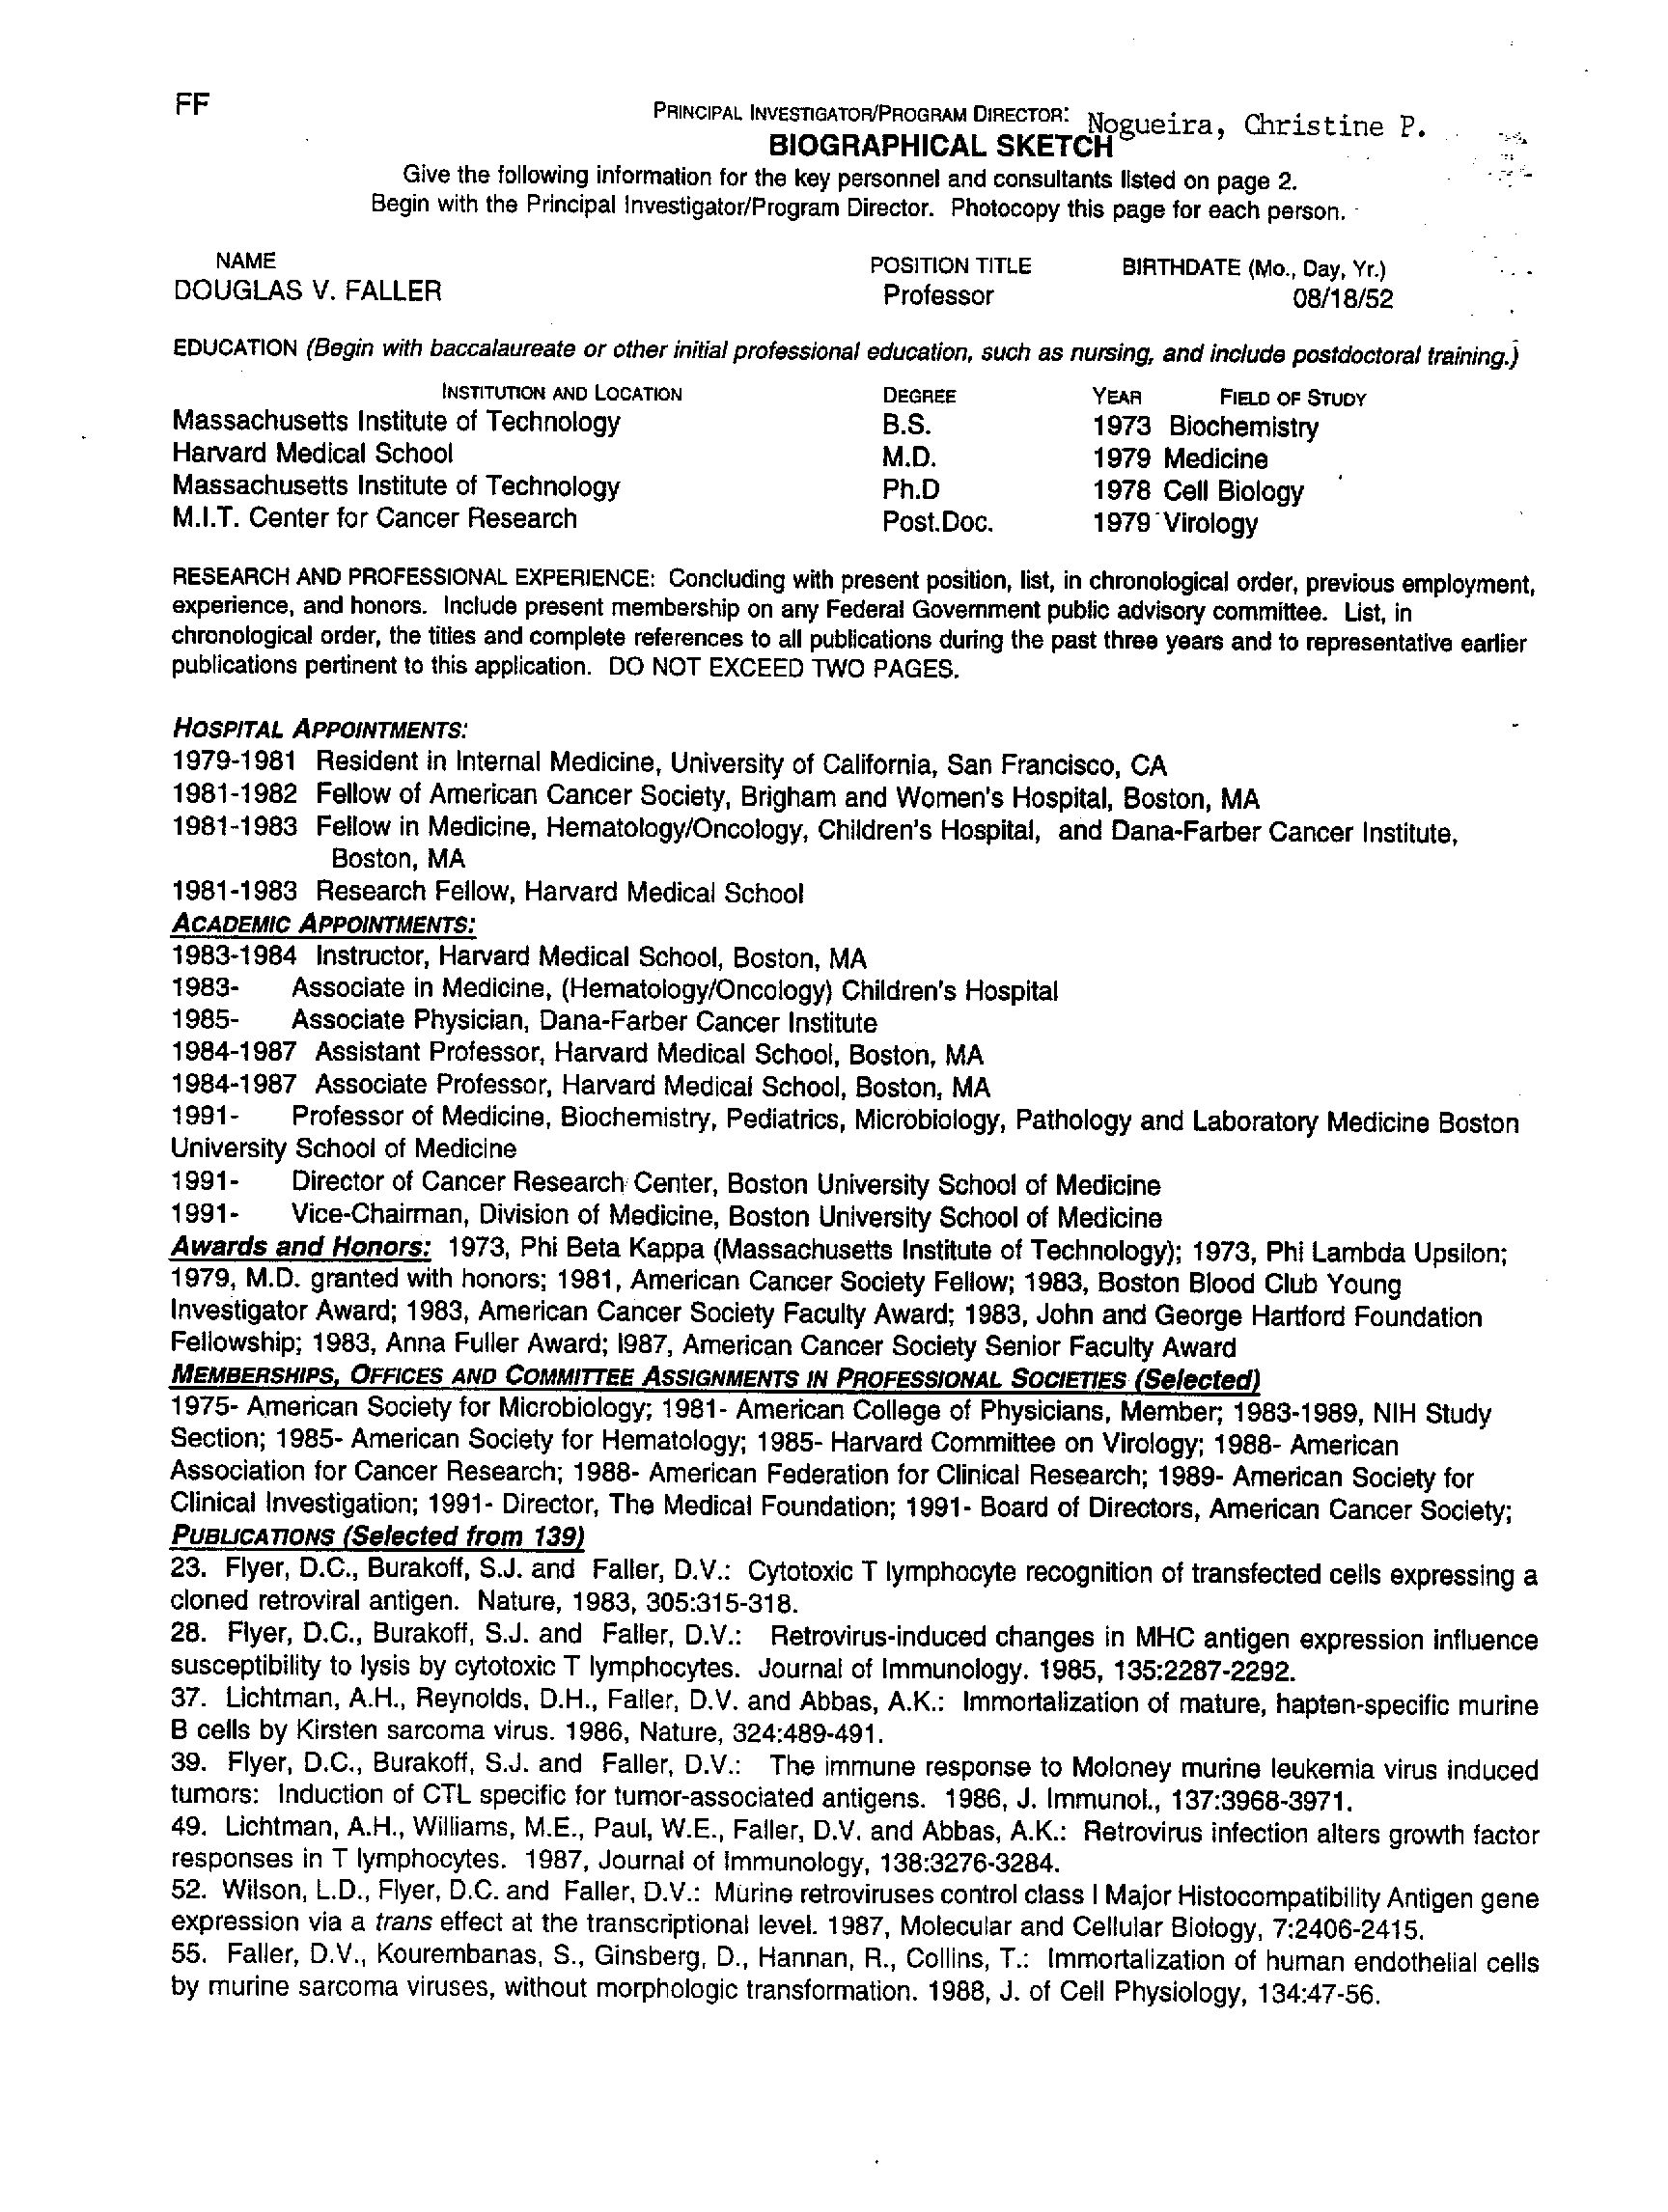 FF
PRINCIPAL INVESTIGATOR/PROGRAM DIRECTOR: Nogueira, Christine P.
BIOGRAPHICAL SKETCH
Give the following information for the key personnel and consultants listed on page 2.
Begin with the Principal Investigator/Program Director. Photocopy this page for each person.
NAME POSITION TITLE BIRTHDATE (Mo., Day, Yr.)
DOUGLAS V. FALLER Professor 08/18/52
EDUCATION (Begin with baccalaureate or other initial professional education, such as nursing, and include postdoctoral training.)
INSTITUTION AND LOCATION DEGREE YEAR FIELD OF STUDY
Massachusetts Institute of Technology B.S. 1973 Biochemistry
Harvard Medical School M.D. 1979 Medicine
Massachusetts Institute of Technology Ph.D 1978 Cell Biology
M.I.T. Center for Cancer Research Post.Doc. 1979 Virology
RESEARCH AND PROFESSIONAL EXPERIENCE: Concluding with present position, list, in chronological order, previous employment,
experience, and honors. Include present membership on any Federal Government public advisory committee. List, in
chronological order, the titles and complete references to all publications during the past three years and to representative earlier
publications pertinent to this application. DO NOT EXCEED TWO PAGES.
HOSPITAL APPOINTMENTS:
1979-1981 Resident in Internal Medicine, University of California, San Francisco, CA
1981-1982 Fellow of American Cancer Society, Brigham and Women's Hospital, Boston, MA
1981-1983 Fellow in Medicine, Hematology/Oncology, Children's Hospital, and Dana-Farber Cancer Institute,
Boston, MA
1981-1983 Research Fellow, Harvard Medical School
ACADEMIC APPOINTMENTS:
1983-1984 Instructor, Harvard Medical School, Boston, MA
1983- Associate in Medicine, (Hematology/Oncology) Children's Hospital
1985- Associate Physician, Dana-Farber Cancer Institute
1984-1987 Assistant Professor, Harvard Medical School, Boston, MA
1984-1987 Associate Professor, Harvard Medical School, Boston, MA
1991- Professor of Medicine, Biochemistry, Pediatrics, Microbiology, Pathology and Laboratory Medicine Boston
University School of Medicine
1991- Director of Cancer Research Center, Boston University School of Medicine
1991- Vice-Chairman, Division of Medicine, Boston University School of Medicine
Awards and Honors: 1973, Phi Beta Kappa (Massachusetts Institute of Technology); 1973, Phi Lambda Upsilon;
1979, M.D. granted with honors; 1981, American Cancer Society Fellow; 1983, Boston Blood Club Young
Investigator Award; 1983, American Cancer Society Faculty Award; 1983, John and George Hartford Foundation
Fellowship; 1983, Anna Fuller Award; l987, American Cancer Society Senior Faculty Award
MEMBERSHIPS, OFFICES AND COMMITTEE ASSIGNMENTS IN PROFESSIONAL SOCIETIES (Selected)
1975- American Society for Microbiology; 1981- American College of Physicians, Member; 1983-1989, NIH Study
Section; 1985- American Society for Hematology; 1985- Harvard Committee on Virology; 1988- American
Association for Cancer Research; 1988- American Federation for Clinical Research; 1989- American Society for
Clinical Investigation; 1991- Director, The Medical Foundation; 1991- Board of Directors, American Cancer Society;
PUBLICATIONS (Selected from 139)
23. Flyer, D.C., Burakoff, S.J. and Faller, D.V.: Cytotoxic T lymphocyte recognition of transfected cells expressing a
cloned retroviral antigen. Nature, 1983, 305:315-318.
28. Flyer, D.C., Burakoff, S.J. and Faller, D.V.: Retrovirus-induced changes in MHC antigen expression influence
susceptibility to lysis by cytotoxic T lymphocytes. Journal of Immunology. 1985, 135:2287-2292.
37. Lichtman, A.H., Reynolds, D.H., Faller, D.V. and Abbas, A.K.: Immortalization of mature, hapten-specific murine
B cells by Kirsten sarcoma virus. 1986, Nature, 324:489-491.
39. Flyer, D.C., Burakoff, S.J. and Faller, D.V.: The immune response to Moloney murine leukemia virus induced
tumors: Induction of CTL specific for tumor-associated antigens. 1986, J. Immunol., 137:3968-3971.
49. Lichtman, A.H., Williams, M.E., Paul, W.E., Faller, D.V. and Abbas, A.K.: Retrovirus infection alters growth factor
responses in T lymphocytes. 1987, Journal of Immunology, 138:3276-3284.
52. Wilson, L.D., Flyer, D.C. and Faller, D.V.: Murine retroviruses control class I Major Histocompatibility Antigen gene
expression via a trans effect at the transcriptional level. 1987, Molecular and Cellular Biology, 7:2406-2415.
55. Faller, D.V., Kourembanas, S., Ginsberg, D., Hannan, R., Collins, T.: Immortalization of human endothelial cells
by murine sarcoma viruses, without morphologic transformation. 1988, J. of Cell Physiology, 134:47-56.